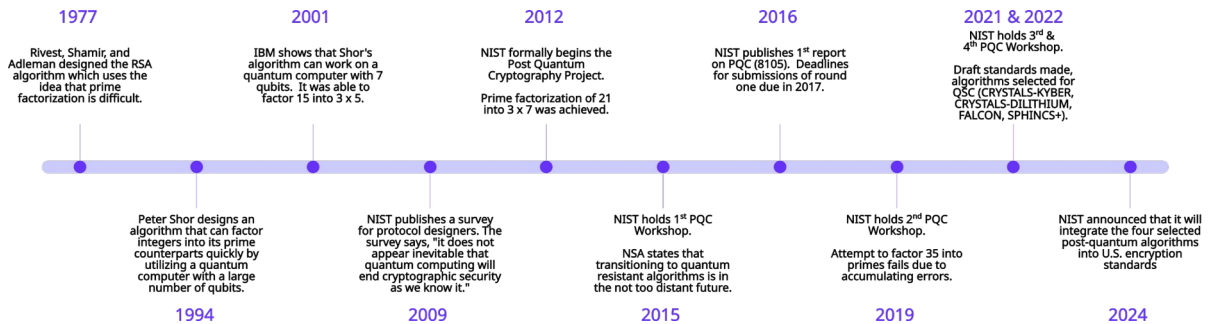 1977
Rivest, Shamir, and
Adleman designed the RSA
algorithm which uses the
idea that prime
factorization is difficult.
Peter Shor designs an
algorithm that can factor
integers into its prime
counterparts quickly by
utilizing a quantum
computer with a large
number of qubits.
1994
2001
IBM shows that Shor's
algorithm can work on a
quantum computer with 7
qubits.  It was able to
factor 15 into 3 x 5.
NIST publishes a survey
for protocol designers. The
survey says, "it does not
appear inevitable that
quantum computing will
end cryptographic security
as we know it."
2009
2012
NIST formally begins the
Post Quantum
Cryptography Project.
Prime factorization of 21
into 3 x 7 was achieved.
NIST holds 1st PQC
Workshop.
NSA states that
transitioning to quantum
resistant algorithms is in
the not too distant future.
2015
2016
NIST publishes 1st report
on PQC (8105).  Deadlines
for submissions of round
one due in 2017.
NIST holds 2nd PQC
Workshop.
Attempt to factor 35 into
primes fails due to
accumulating errors.
2019
2021 & 2022
NIST holds 3rd &
4th PQC Workshop.
Draft standards made,
algorithms selected for
QSC (CRYSTALS-KYBER,
CRYSTALS-DILITHIUM,
FALCON, SPHINCS+).
NIST announced that it will
integrate the four selected
post-quantum algorithms
into U.S. encryption
standards
2024